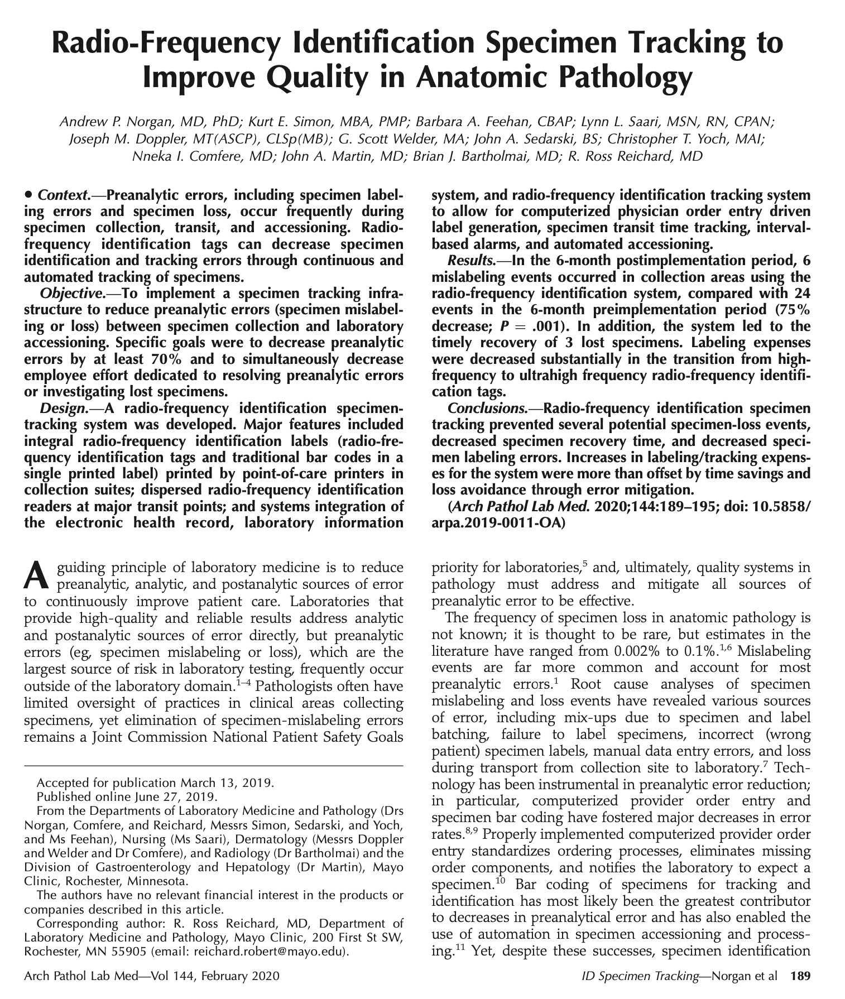 Radio-Frequency Identification Specimen Tracking to
Improve Quality in Anatomic Pathology
Andrew P. Norgan, MD, PhD; Kurt E. Simon, MBA, PMP; Barbara A. Feehan, CBAP; Lynn L. Saari, MSN, RN, CPAN;
Joseph M. Doppler, MT(ASCP), CLSp(MB); G. Scott Welder, MA; John A. Sedarski, BS; Christopher T. Yoch, MAI;
Nneka I. Comfere, MD; John A. Martin, MD; Brian J. Bartholmai, MD; R. Ross Reichard, MD
● Context.—Preanalytic errors, including specimen label-
ing errors and specimen loss, occur frequently during
specimen collection, transit, and accessioning. Radio-
frequency identification tags can decrease specimen
identification and tracking errors through continuous and
automated tracking of specimens.
Objective.—To implement a specimen tracking infra-
structure to reduce preanalytic errors (specimen mislabel-
ing or loss) between specimen collection and laboratory
accessioning. Specific goals were to decrease preanalytic
errors by at least 70% and to simultaneously decrease
employee effort dedicated to resolving preanalytic errors
or investigating lost specimens.
Design.—A radio-frequency identification specimen-
tracking system was developed. Major features included
integral radio-frequency identification labels (radio-fre-
quency identification tags and traditional bar codes in a
single printed label) printed by point-of-care printers in
collection suites; dispersed radio-frequency identification
readers at major transit points; and systems integration of
the electronic health record, laboratory information
system, and radio-frequency identification tracking system
to allow for computerized physician order entry driven
label generation, specimen transit time tracking, interval-
based alarms, and automated accessioning.
Results.—In the 6-month postimplementation period, 6
mislabeling events occurred in collection areas using the
radio-frequency identification system, compared with 24
events in the 6-month preimplementation period (75%
decrease; P = .001). In addition, the system led to the
timely recovery of 3 lost specimens. Labeling expenses
were decreased substantially in the transition from high-
frequency to ultrahigh frequency radio-frequency identifi-
cation tags.
Conclusions.—Radio-frequency identification specimen
tracking prevented several potential specimen-loss events,
decreased specimen recovery time, and decreased speci-
men labeling errors. Increases in labeling/tracking expens-
es for the system were more than offset by time savings and
loss avoidance through error mitigation.
(Arch Pathol Lab Med. 2020;144:189–195; doi: 10.5858/
arpa.2019-0011-OA)
A guiding principle of laboratory medicine is to reduce
preanalytic, analytic, and postanalytic sources of error
to continuously improve patient care. Laboratories that
provide high-quality and reliable results address analytic
and postanalytic sources of error directly, but preanalytic
errors (eg, specimen mislabeling or loss), which are the
largest source of risk in laboratory testing, frequently occur
outside of the laboratory domain.1–4 Pathologists often have
limited oversight of practices in clinical areas collecting
specimens, yet elimination of specimen-mislabeling errors
remains a Joint Commission National Patient Safety Goals
Accepted for publication March 13, 2019.
Published online June 27, 2019.
From the Departments of Laboratory Medicine and Pathology (Drs
Norgan, Comfere, and Reichard, Messrs Simon, Sedarski, and Yoch,
and Ms Feehan), Nursing (Ms Saari), Dermatology (Messrs Doppler
and Welder and Dr Comfere), and Radiology (Dr Bartholmai) and the
Division of Gastroenterology and Hepatology (Dr Martin), Mayo
Clinic, Rochester, Minnesota.
The authors have no relevant financial interest in the products or
companies described in this article.
Corresponding author: R. Ross Reichard, MD, Department of
Laboratory Medicine and Pathology, Mayo Clinic, 200 First St SW,
Rochester, MN 55905 (email: reichard.robert@mayo.edu).
priority for laboratories,5 and, ultimately, quality systems in
pathology must address and mitigate all sources of
preanalytic error to be effective.
The frequency of specimen loss in anatomic pathology is
not known; it is thought to be rare, but estimates in the
literature have ranged from 0.002% to 0.1%.1,6 Mislabeling
events are far more common and account for most
preanalytic errors.1 Root cause analyses of specimen
mislabeling and loss events have revealed various sources
of error, including mix-ups due to specimen and label
batching, failure to label specimens, incorrect (wrong
patient) specimen labels, manual data entry errors, and loss
during transport from collection site to laboratory.7 Tech-
nology has been instrumental in preanalytic error reduction;
in particular, computerized provider order entry and
specimen bar coding have fostered major decreases in error
rates.8,9 Properly implemented computerized provider order
entry standardizes ordering processes, eliminates missing
order components, and notifies the laboratory to expect a
specimen.10 Bar coding of specimens for tracking and
identification has most likely been the greatest contributor
to decreases in preanalytical error and has also enabled the
use of automation in specimen accessioning and process-
ing.11 Yet, despite these successes, specimen identification
Arch Pathol Lab Med—Vol 144, February 2020
ID Specimen Tracking—Norgan et al 189